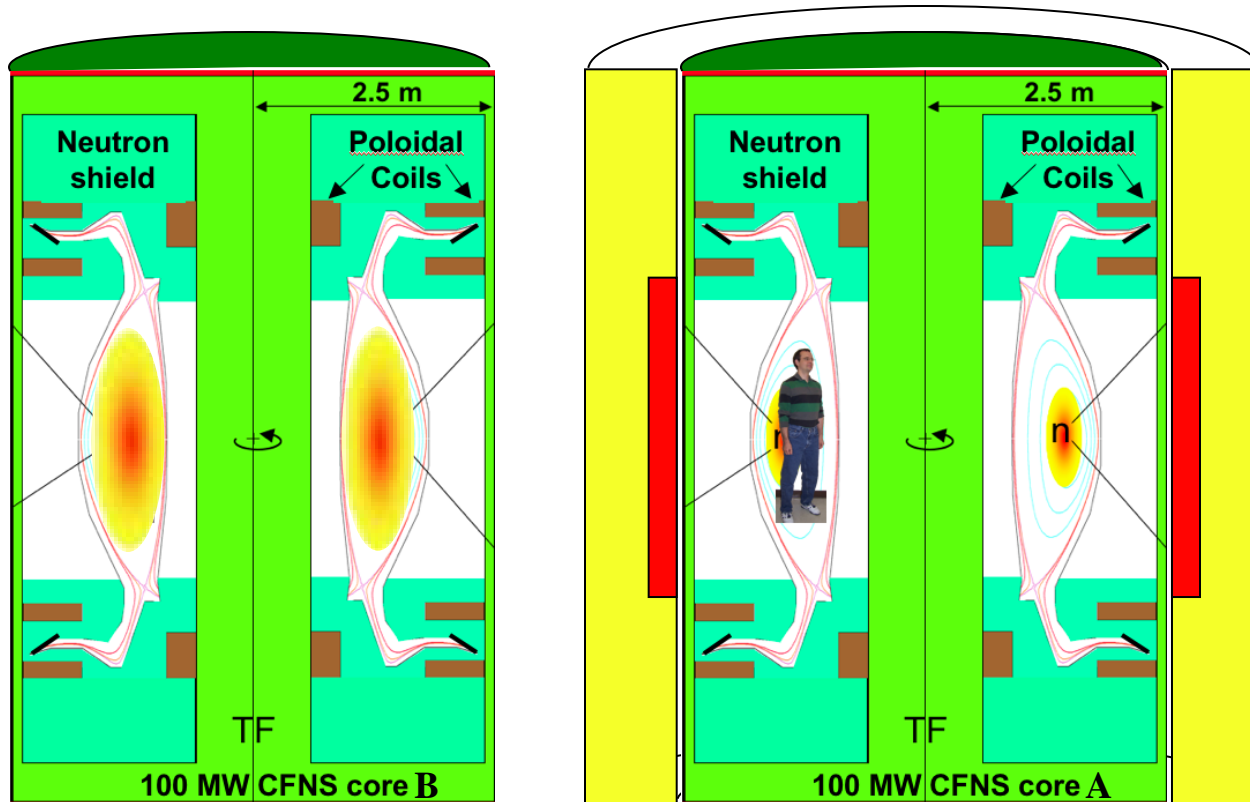 2.5 m
Neutron
shield
Poloidal
Coils
TF
100 MW CFNS core B
2.5 m
Neutron
shield
Poloidal
Coils
n
TF
100 MW CFNS core A